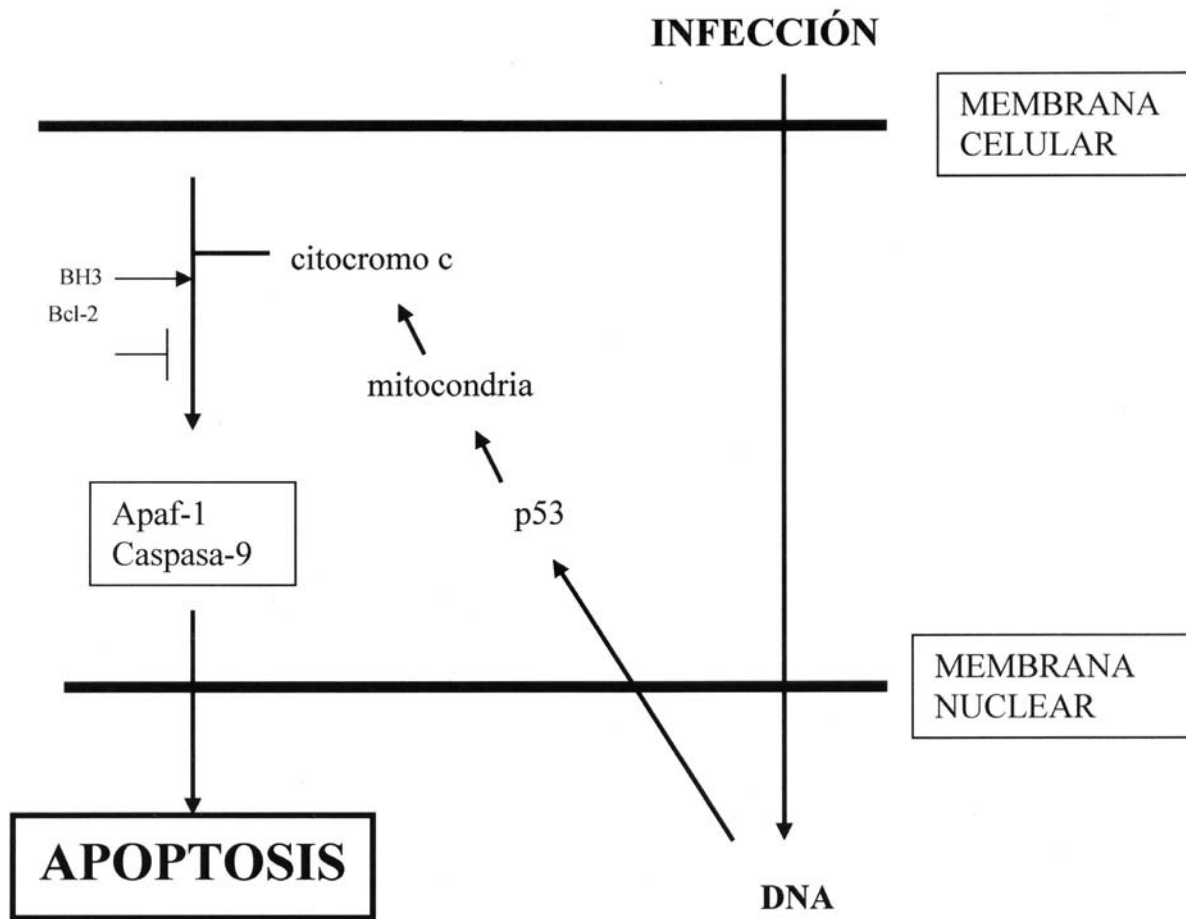 INFECCIÓN
MEMBRANA
CELULAR
citocromo c
BH3
Bcl-2
mitocondria
Apaf-1
Caspasa-9
p53
MEMBRANA
NUCLEAR
APOPTOSIS
DNA